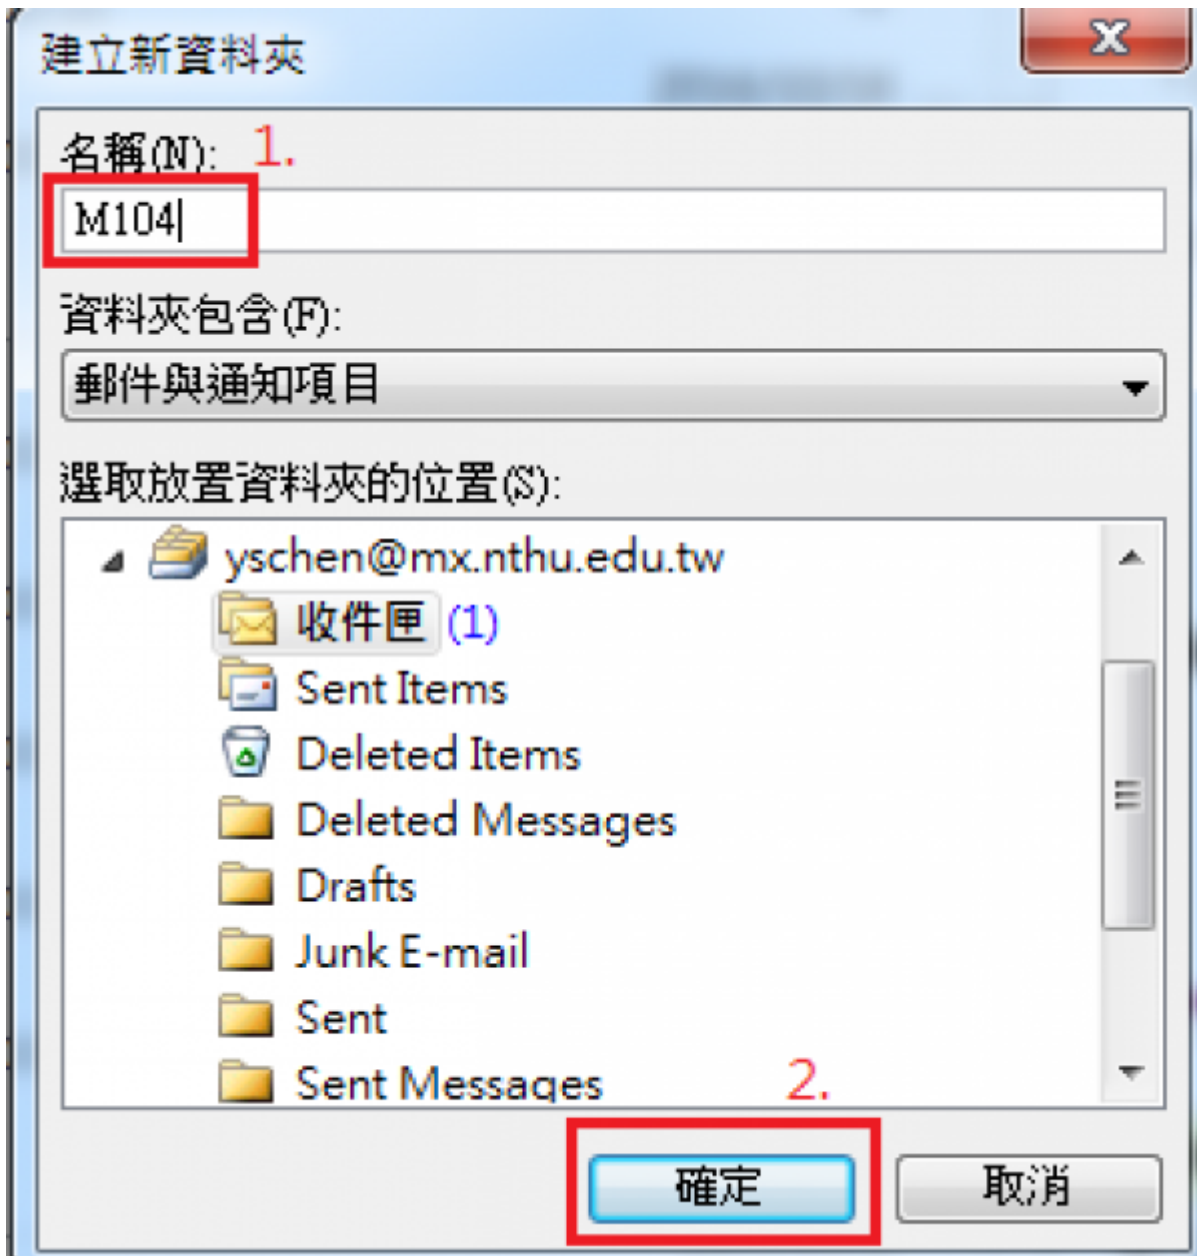 建立新資料夾
名稱(N): 1.
M104
資料夾包含(F):
郵件與通知項目
選取放置資料夾的位置(S):
yschen@mx.nthu.edu.tw
收件匣 (1)
Sent Items
Deleted Items
Deleted Messages
Drafts
Junk E-mail
Sent
Sent Messages
2.
確定 取消